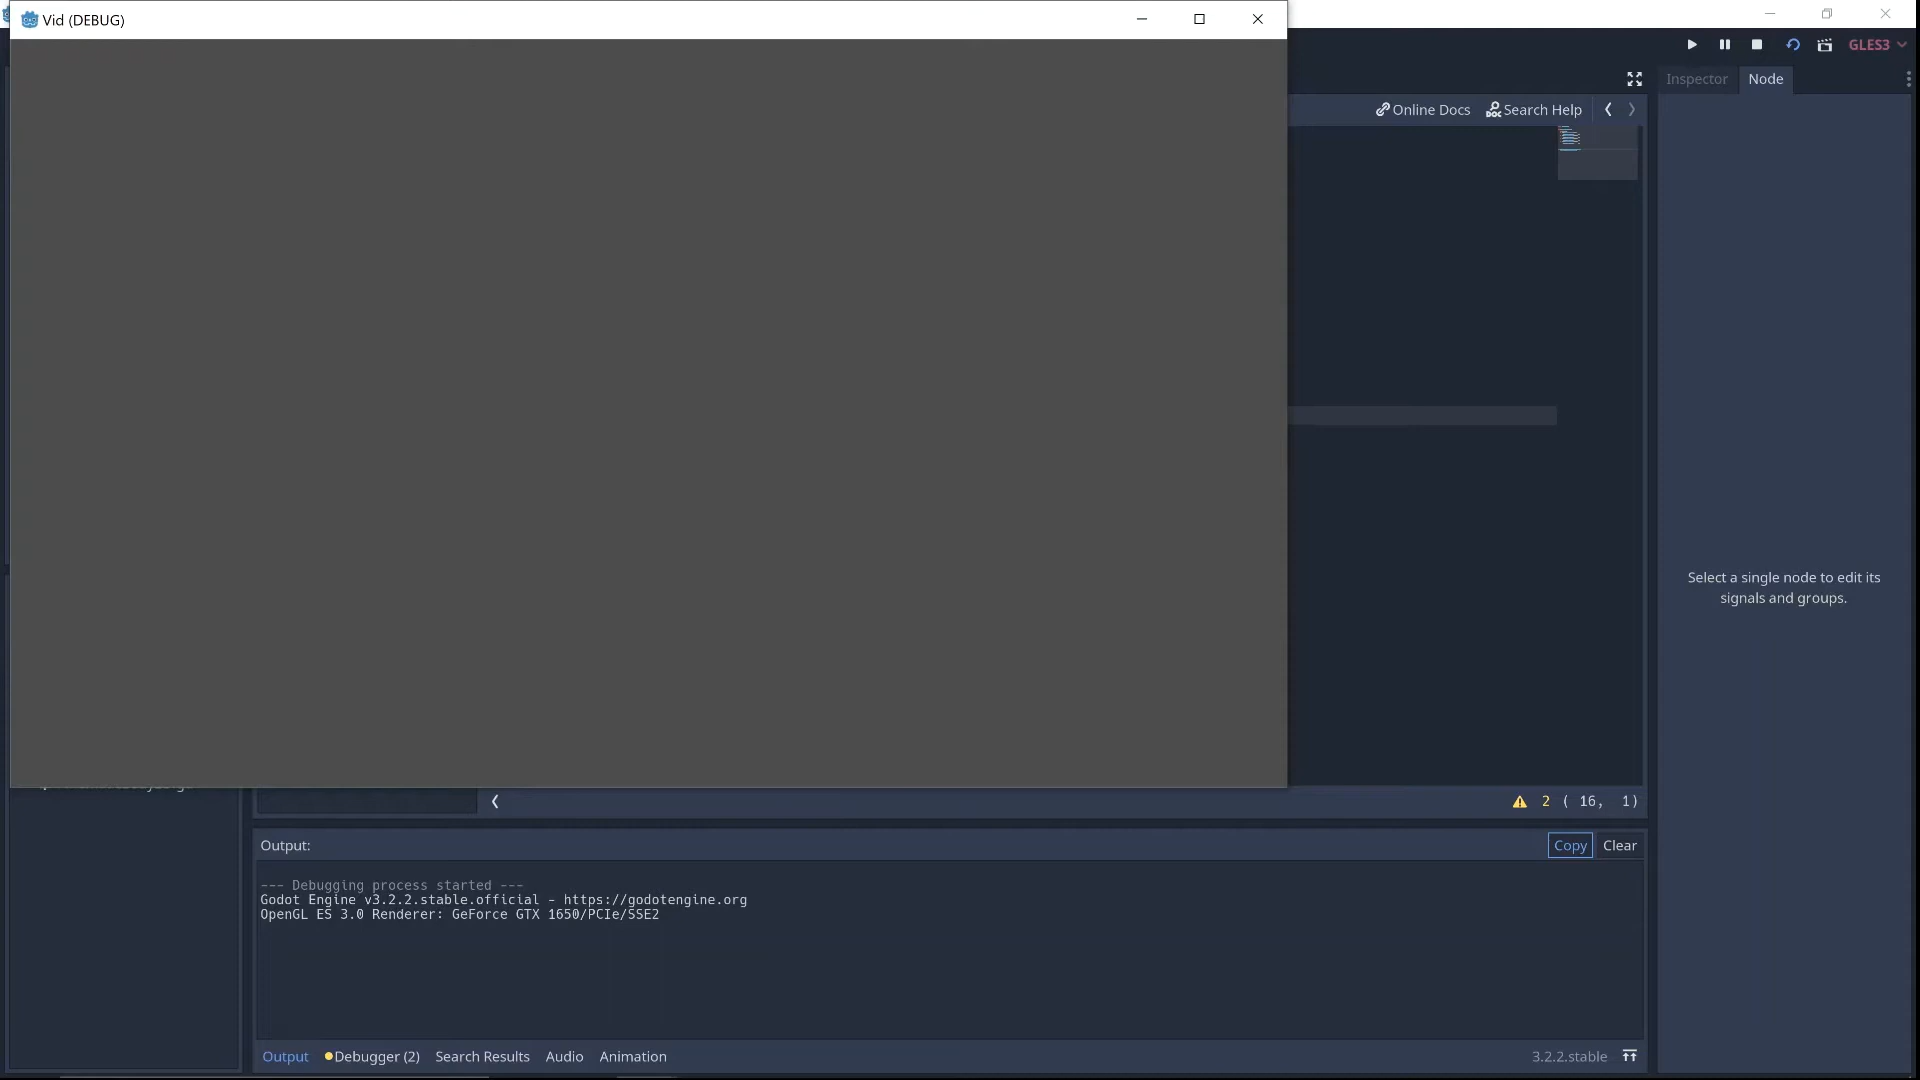 Vid (DEBUG)
GLES3
Inspector
Node
Online Docs
Search Help
Select a single node to edit its
signals and groups.
2 ( 16, 1)
Output:
Copy
Clear
--- Debugging process started ---
Godot Engine v3.2.2.stable.official - https://godotengine.org
OpenGL ES 3.0 Renderer: GeForce GTX 1650/PCIe/SSE2
Output
Debugger (2)
Search Results
Audio
Animation
3.2.2.stable